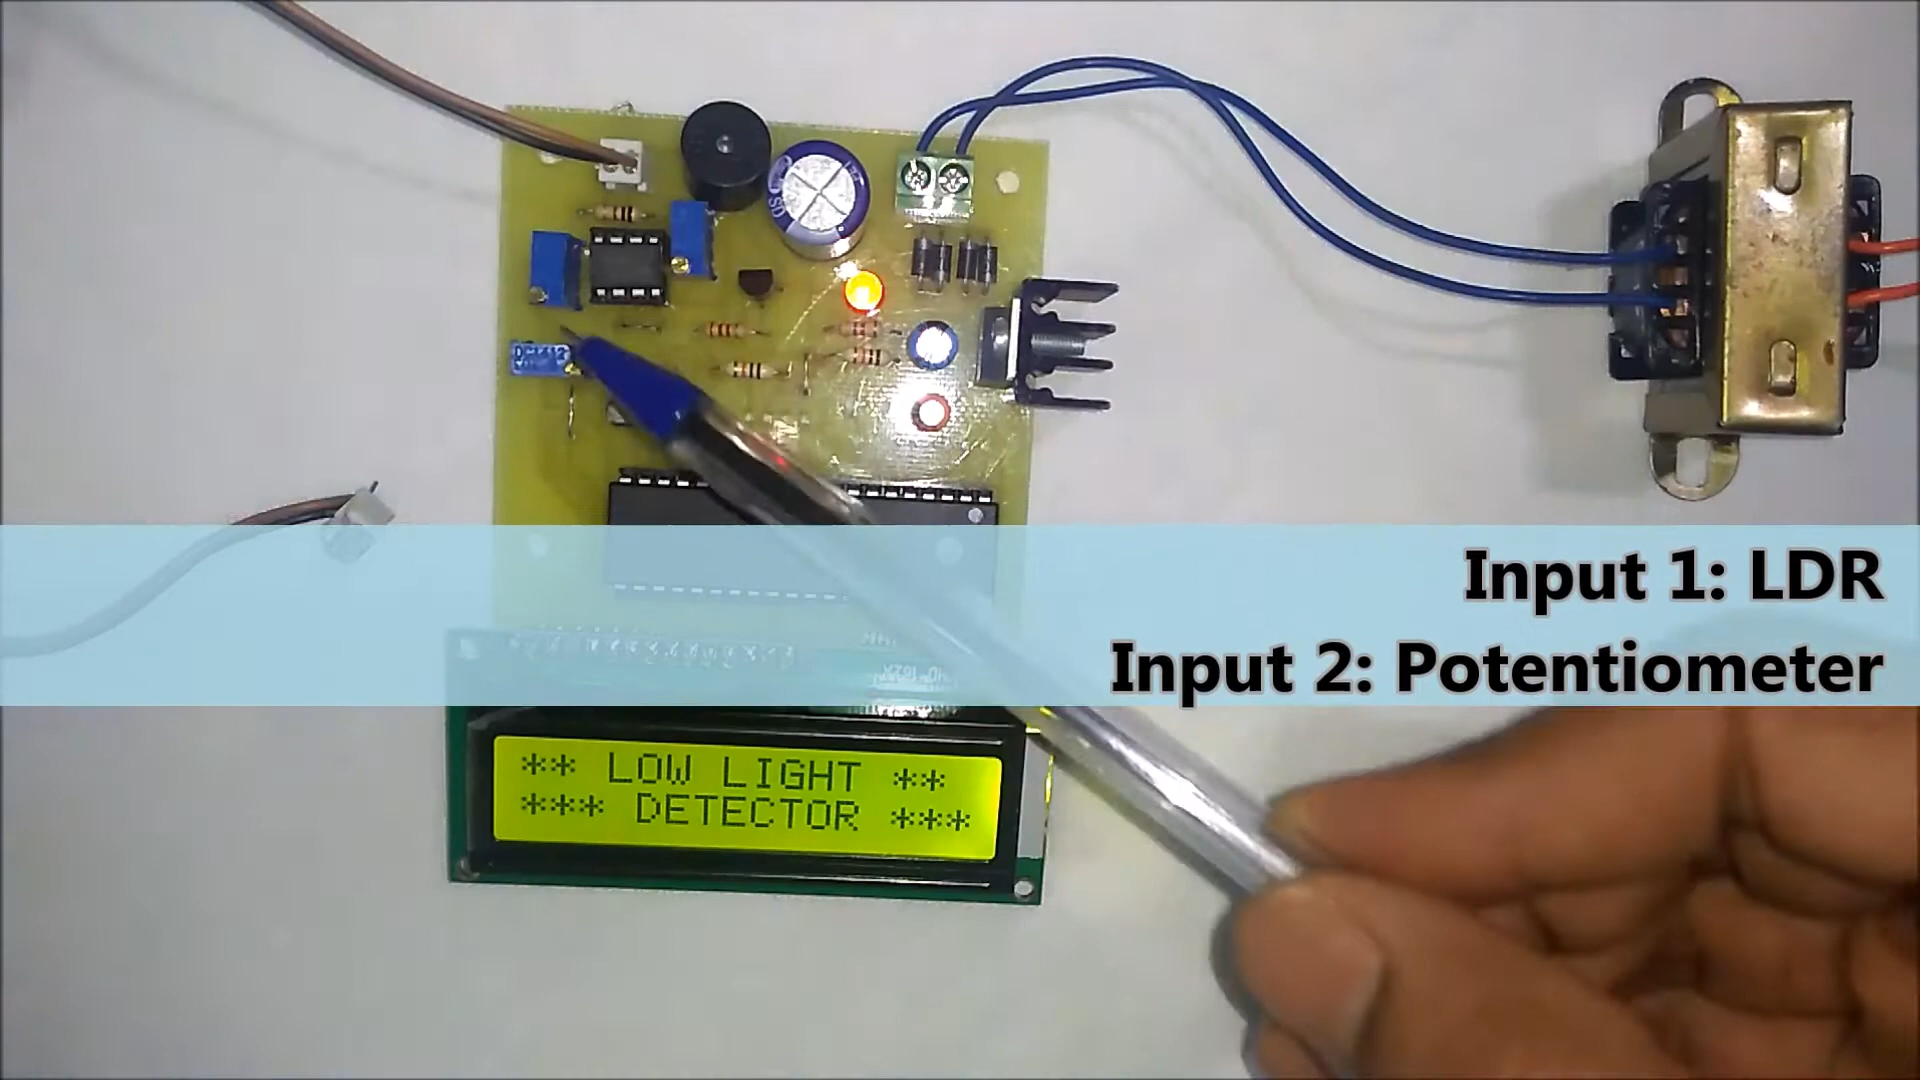 Input 1: LDR
Input 2: Potentiometer
** LOW LIGHT **
*** DETECTOR ***